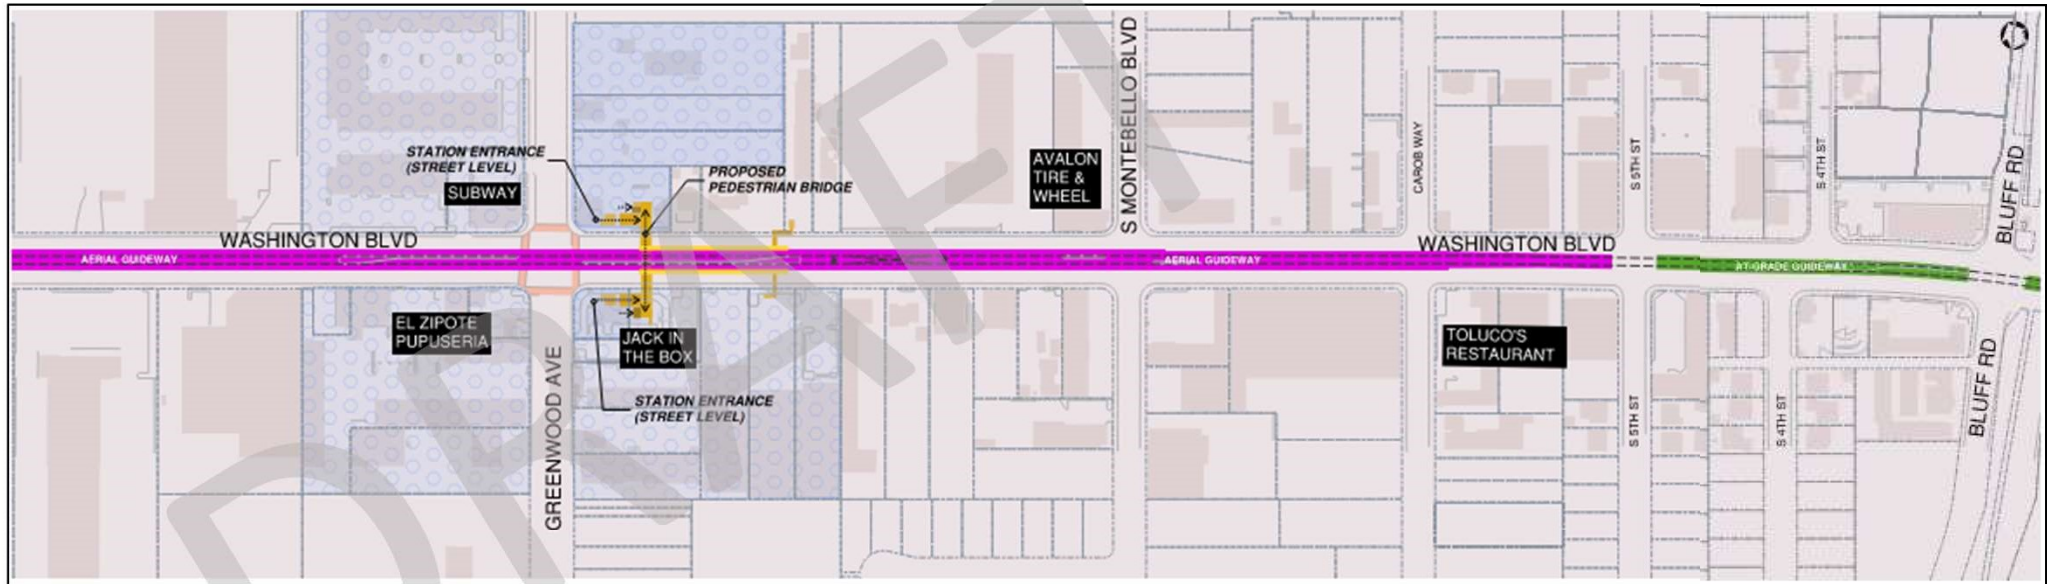 S MONTEBELLO BLVD
STATION ENTRANCE
(STREET LEVEL)
SUBWAY
PROPOSED
PEDESTRIAN BRIDGE
AVALON
TIRE &
WHEEL
CAROB WAY
S 5TH ST
S 4TH ST
BLUFF RD
WASHINGTON BLVD
WASHINGTON BLVD
AERIAL GUIDEWAY
AERIAL GUIDEWAY
AT-GRADE GUIDEWAY
EL ZIPOTE
PUPUSERIA
JACK IN
THE BOX
TOLUCO'S
RESTAURANT
GREENWOOD AVE
STATION ENTRANCE
(STREET LEVEL)
S 5TH ST
S 4TH ST
BLUFF RD
DRAFT